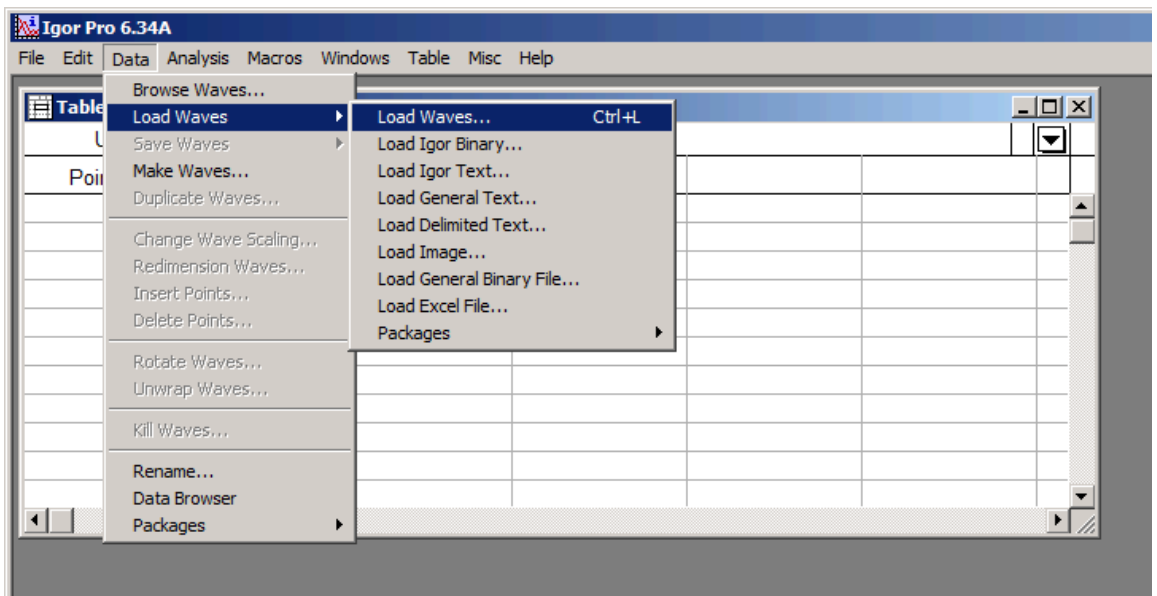 Igor Pro 6.34A
File Edit Data Analysis Macros Windows Table Misc Help
Table
U
Poi
Browse Waves...
Load Waves
Save Waves
Make Waves...
Duplicate Waves...
Change Wave Scaling...
Redimension Waves...
Insert Points...
Delete Points...
Rotate Waves...
Unwrap Waves...
Kill Waves...
Rename...
Data Browser
Packages
Load Waves... Ctrl+L
Load Igor Binary...
Load Igor Text...
Load General Text...
Load Delimited Text...
Load Image...
Load General Binary File...
Load Excel File...
Packages